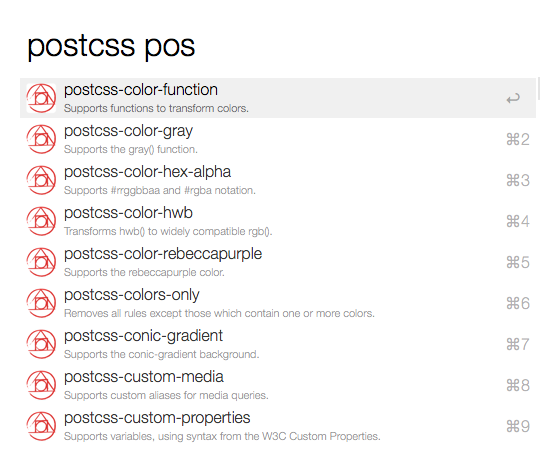 postcss pos
postcss-color-function
Supports functions to transform colors.
↩
postcss-color-gray
Supports the gray() function.
⌘2
postcss-color-hex-alpha
Supports #rrggbbaa and #rgba notation.
⌘3
postcss-color-hwb
Transforms hwb() to widely compatible rgb().
⌘4
postcss-color-rebeccapurple
Supports the rebeccapurple color.
⌘5
postcss-colors-only
Removes all rules except those which contain one or more colors.
⌘6
postcss-conic-gradient
Supports the conic-gradient background.
⌘7
postcss-custom-media
Supports custom aliases for media queries.
⌘8
postcss-custom-properties
Supports variables, using syntax from the W3C Custom Properties.
⌘9